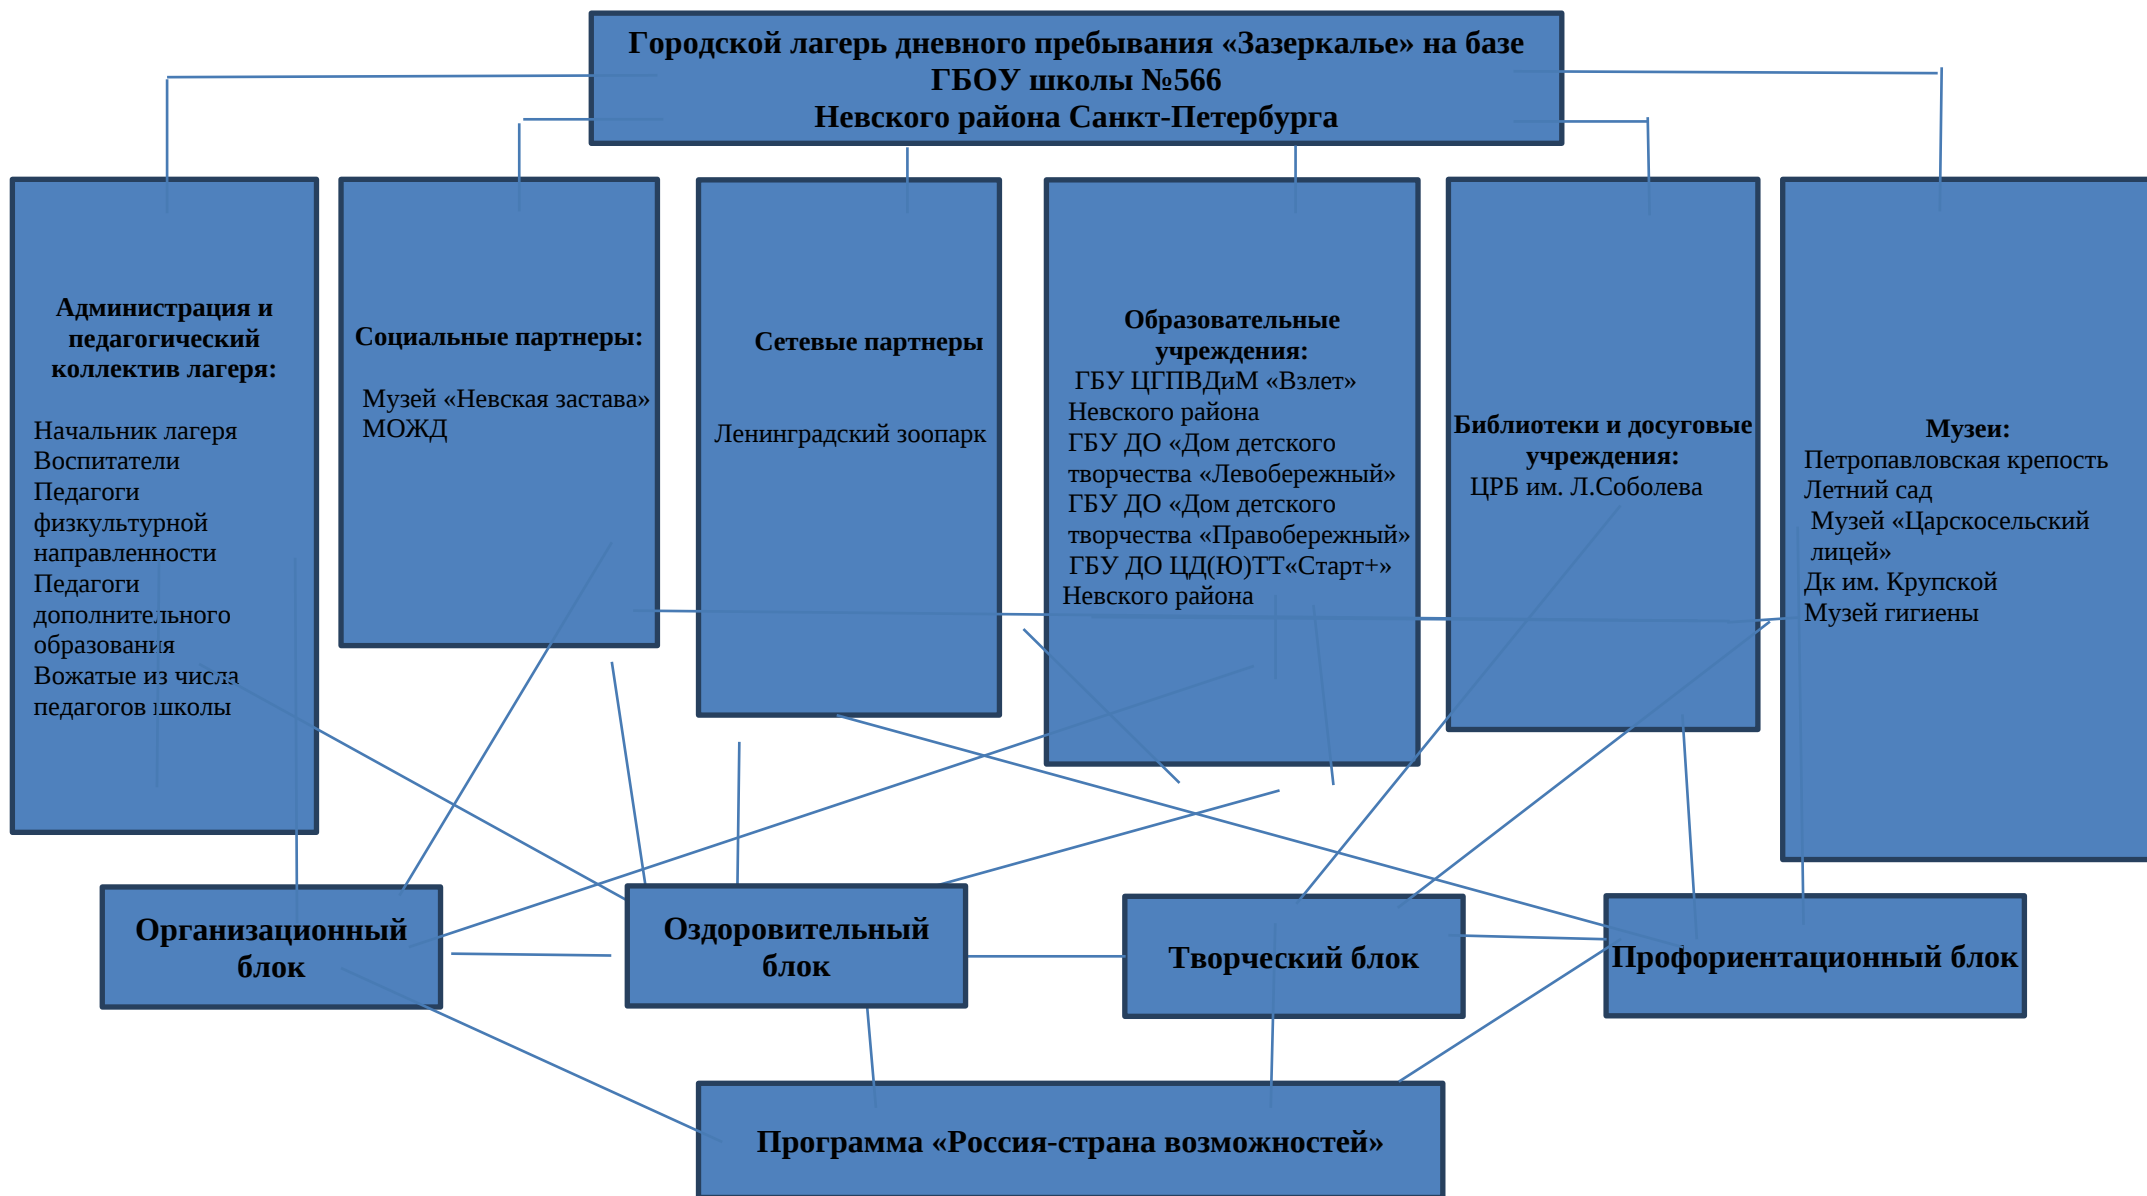 Городской лагерь дневного пребывания «Зазеркалье» на базе
ГБОУ школы №566
Невского района Санкт-Петербурга
Администрация и
педагогический
коллектив лагеря:
Начальник лагеря
Воспитатели
Педагоги
физкультурной
направленности
Педагоги
дополнительного
образования
Вожатые из числа
педагогов школы
Социальные партнеры:
Музей «Невская застава»
МОЖД
Сетевые партнеры
Ленинградский зоопарк
Образовательные
учреждения:
ГБУ ЦГПВДиМ «Взлет»
Невского района
ГБУ ДО «Дом детского
творчества «Левобережный»
ГБУ ДО «Дом детского
творчества «Правобережный»
ГБУ ДО ЦД(Ю)ТТ«Старт+»
Невского района
Библиотеки и досуговые
учреждения:
ЦРБ им. Л.Соболева
Музеи:
Петропавловская крепость
Летний сад
Музей «Царскосельский
лицей»
Дк им. Крупской
Музей гигиены
Организационный
блок
Оздоровительный
блок
Творческий блок
Профориентационный блок
Программа «Россия-страна возможностей»